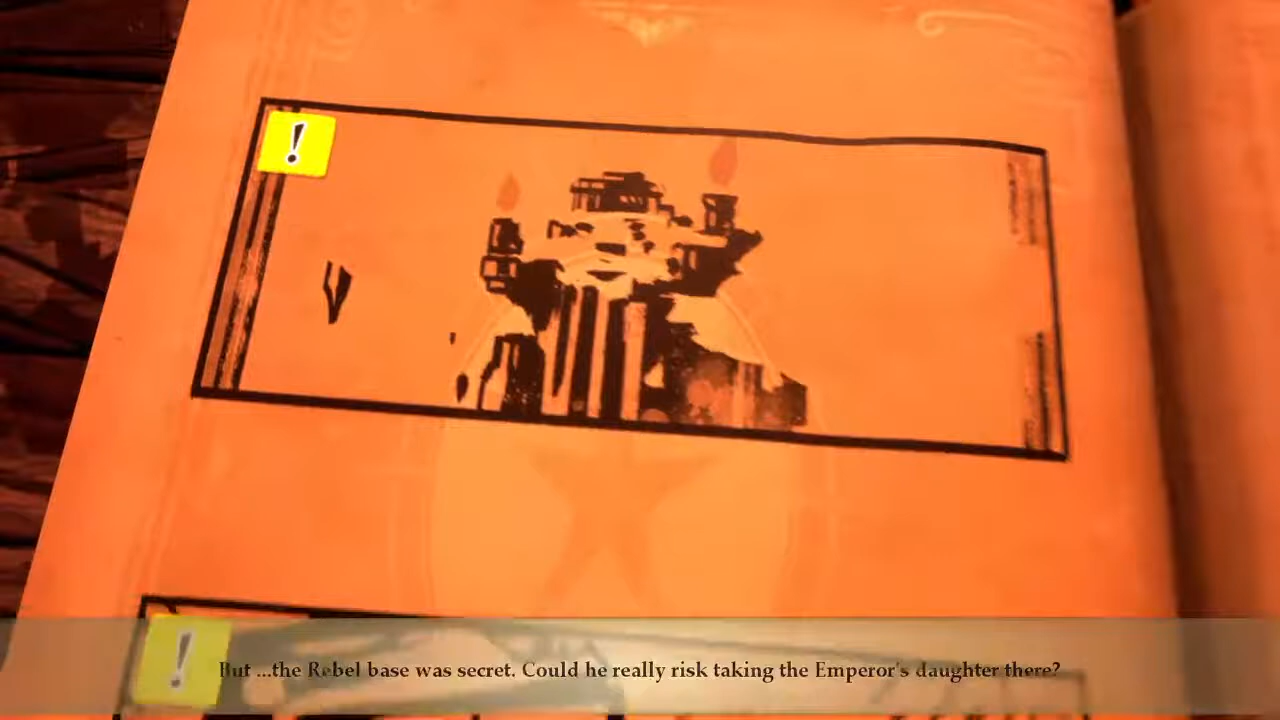 !
!
But ...the Rebel base was secret. Could he really risk taking the Emperor's daughter there?